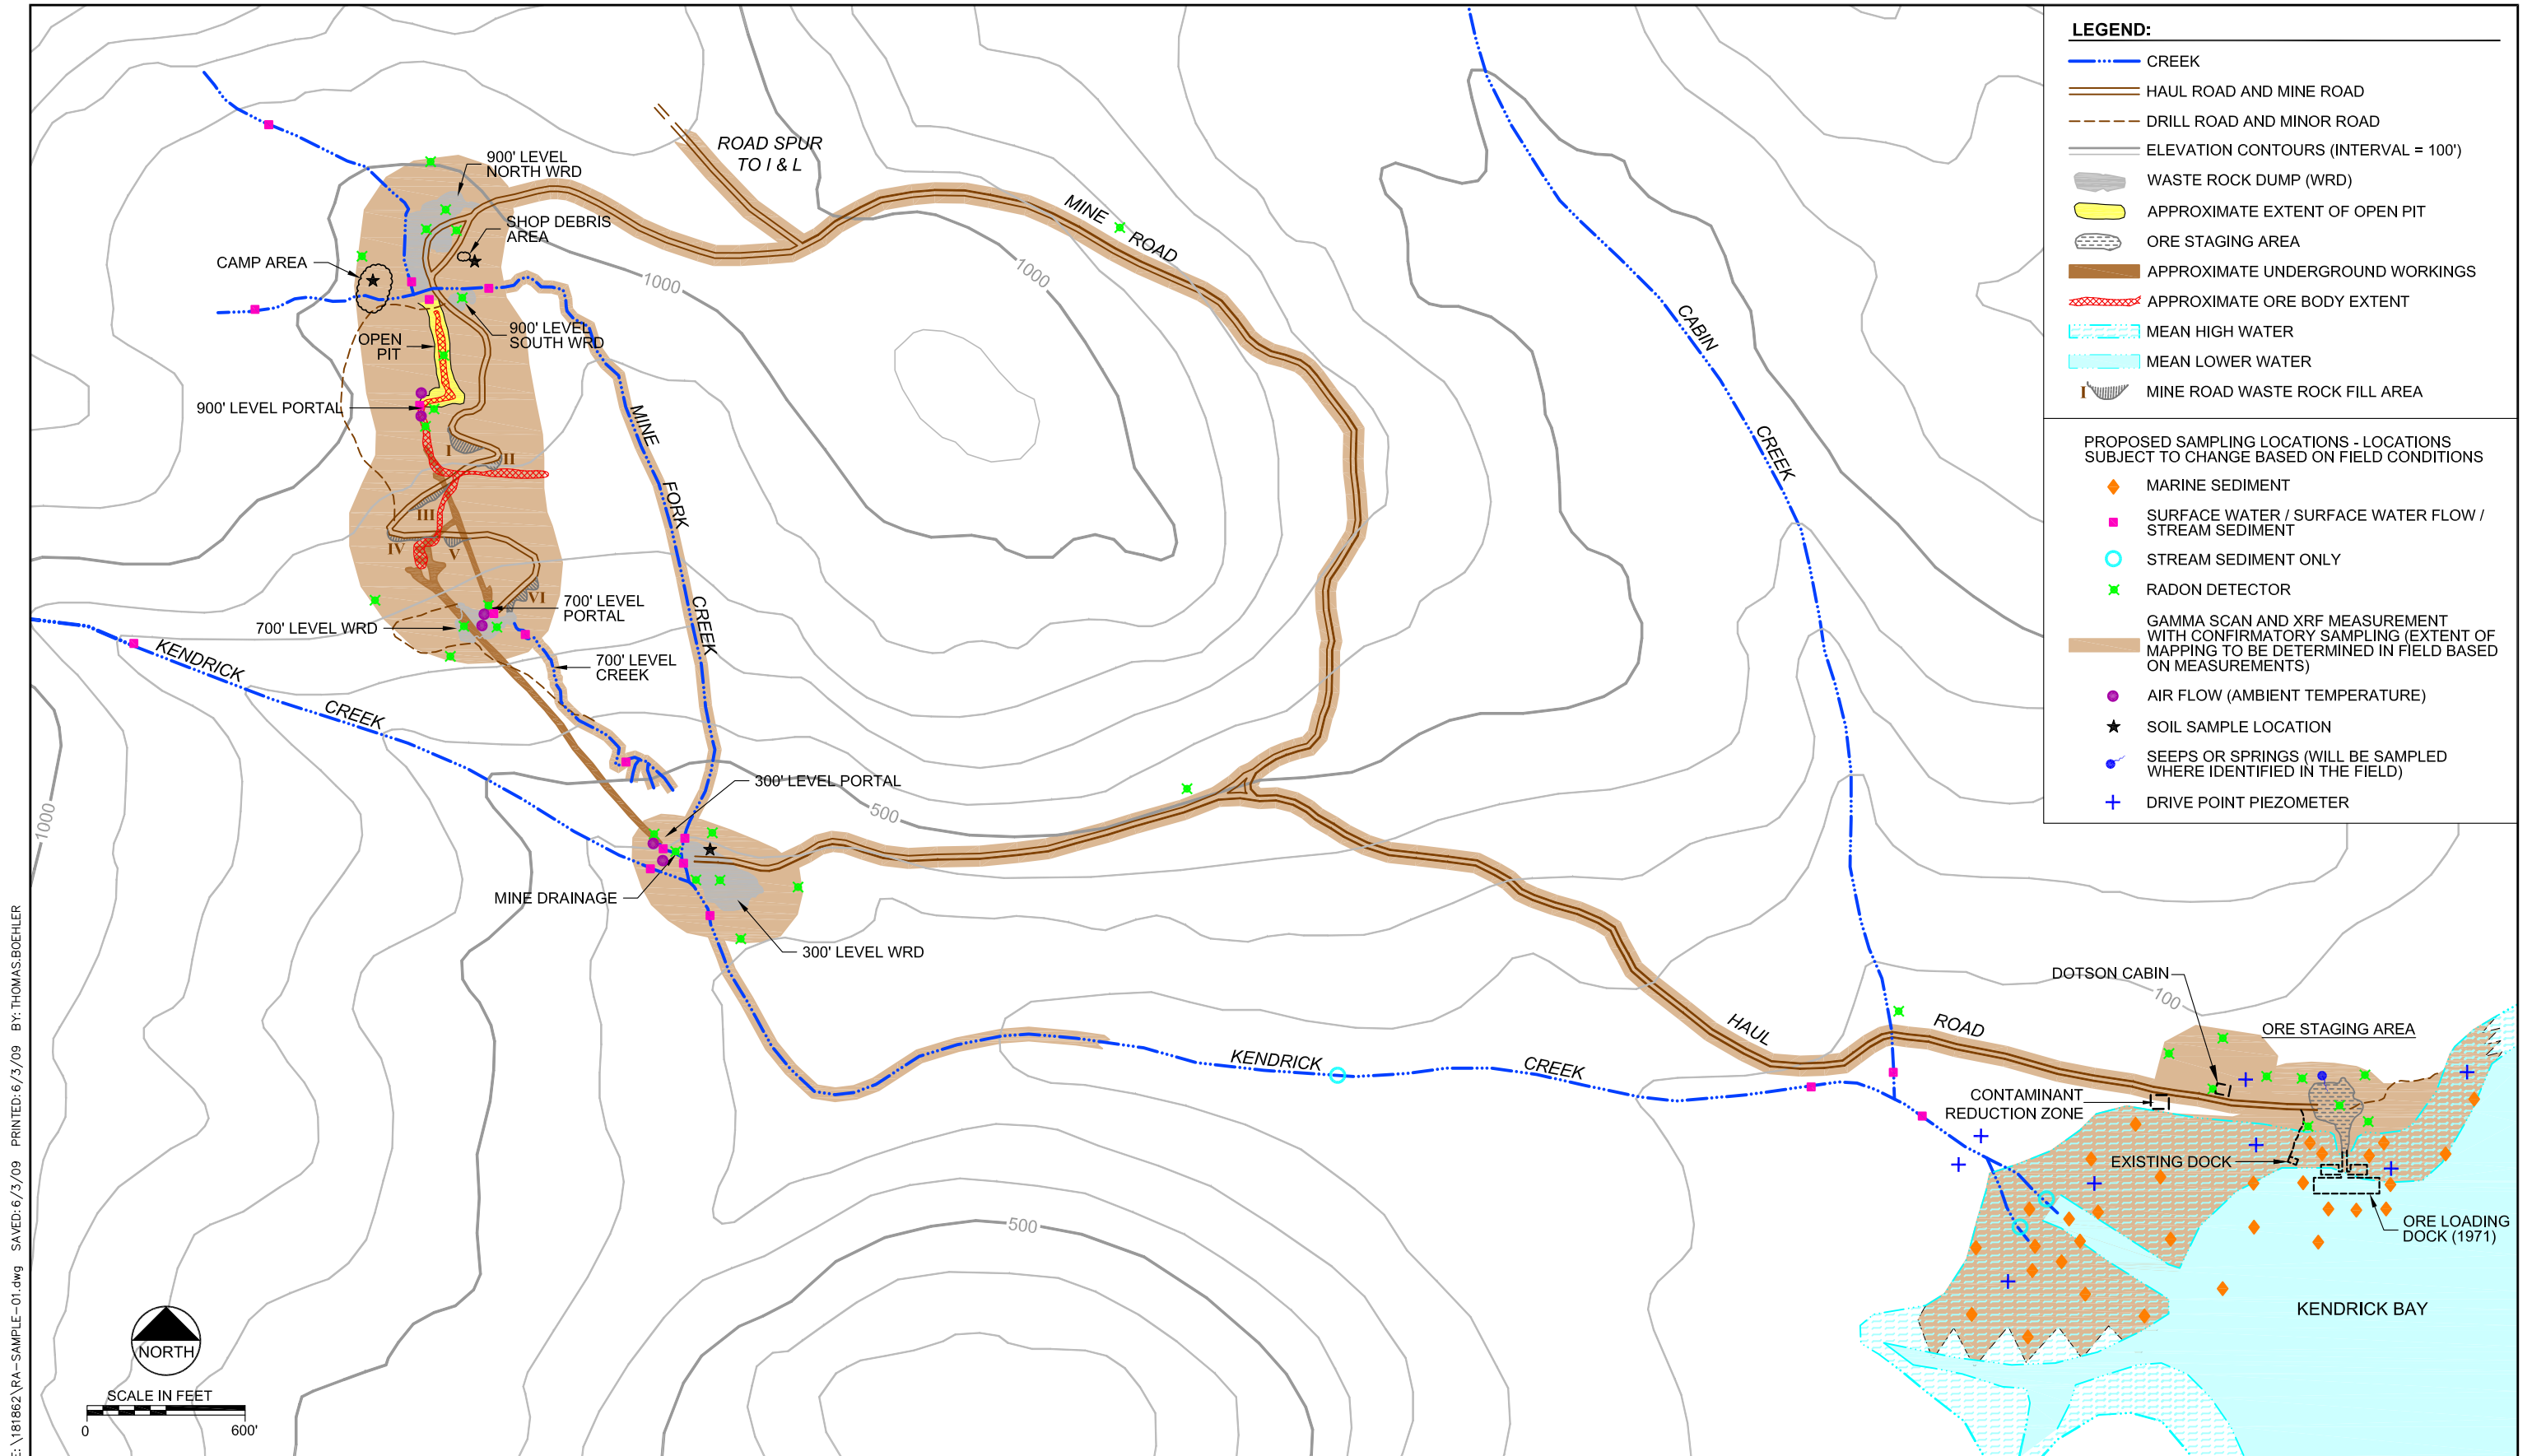 LEGEND:
CREEK
HAUL ROAD AND MINE ROAD
DRILL ROAD AND MINOR ROAD
ELEVATION CONTOURS (INTERVAL = 100')
WASTE ROCK DUMP (WRD)
APPROXIMATE EXTENT OF OPEN PIT
ORE STAGING AREA
APPROXIMATE UNDERGROUND WORKINGS
APPROXIMATE ORE BODY EXTENT
MEAN HIGH WATER
MEAN LOWER WATER
I
MINE ROAD WASTE ROCK FILL AREA
PROPOSED SAMPLING LOCATIONS - LOCATIONS
SUBJECT TO CHANGE BASED ON FIELD CONDITIONS
MARINE SEDIMENT
SURFACE WATER / SURFACE WATER FLOW /
STREAM SEDIMENT
STREAM SEDIMENT ONLY
RADON DETECTOR
GAMMA SCAN AND XRF MEASUREMENT
WITH CONFIRMATORY SAMPLING (EXTENT OF
MAPPING TO BE DETERMINED IN FIELD BASED
ON MEASUREMENTS)
AIR FLOW (AMBIENT TEMPERATURE)
SOIL SAMPLE LOCATION
SEEPS OR SPRINGS (WILL BE SAMPLED
WHERE IDENTIFIED IN THE FIELD)
DRIVE POINT PIEZOMETER
ROAD SPUR
TO I & L
900' LEVEL
NORTH WRD
SHOP DEBRIS
AREA
CAMP AREA
MINE
ROAD
1000
1000
900' LEVEL
SOUTH WRD
OPEN
PIT
900' LEVEL PORTAL
I
II
III
IV
V
VI
MINE
FORK
CREEK
CABIN
CREEK
700' LEVEL
PORTAL
700' LEVEL WRD
700' LEVEL
CREEK
KENDRICK
CREEK
1000
300' LEVEL PORTAL
500
MINE DRAINAGE
300' LEVEL WRD
KENDRICK
CREEK
HAUL
ROAD
DOTSON CABIN
100
ORE STAGING AREA
CONTAMINANT
REDUCTION ZONE
EXISTING DOCK
ORE LOADING
DOCK (1971)
KENDRICK BAY
500
NORTH
SCALE IN FEET
0
600'
E:\181862\RA-SAMPLE-01.dwg SAVED: 6/3/09 PRINTED: 6/3/09 BY: THOMAS.BOEHLER